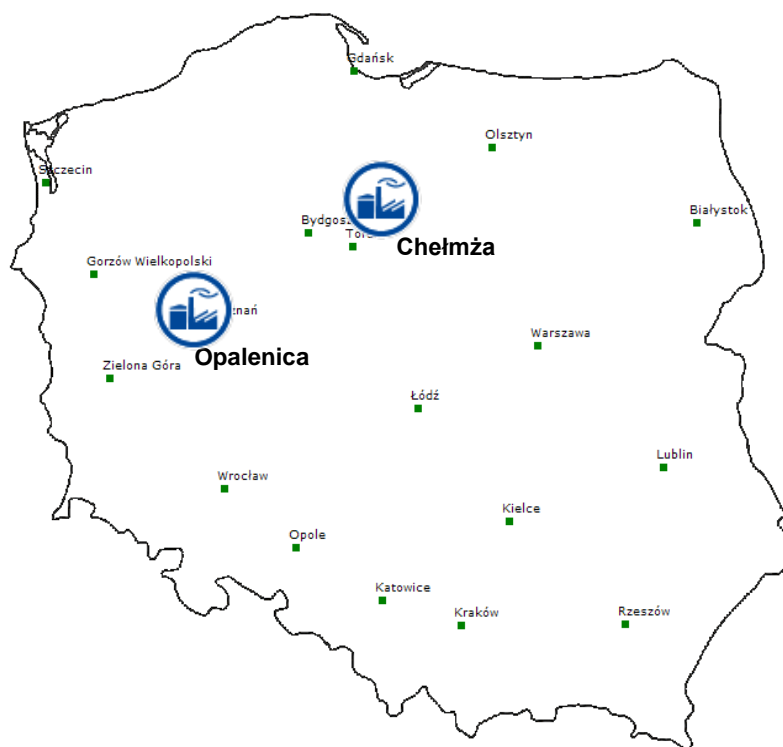 Gdańsk
Olsztyn
Szczecin
Białystok
Bydgosz
Chełmża
Gorzów Wielkopolski
znań
Warszawa
Opalenica
Zielona Góra
Łódź
Lublin
Wrocław
Kielce
Opole
Katowice
Kraków
Rzeszów